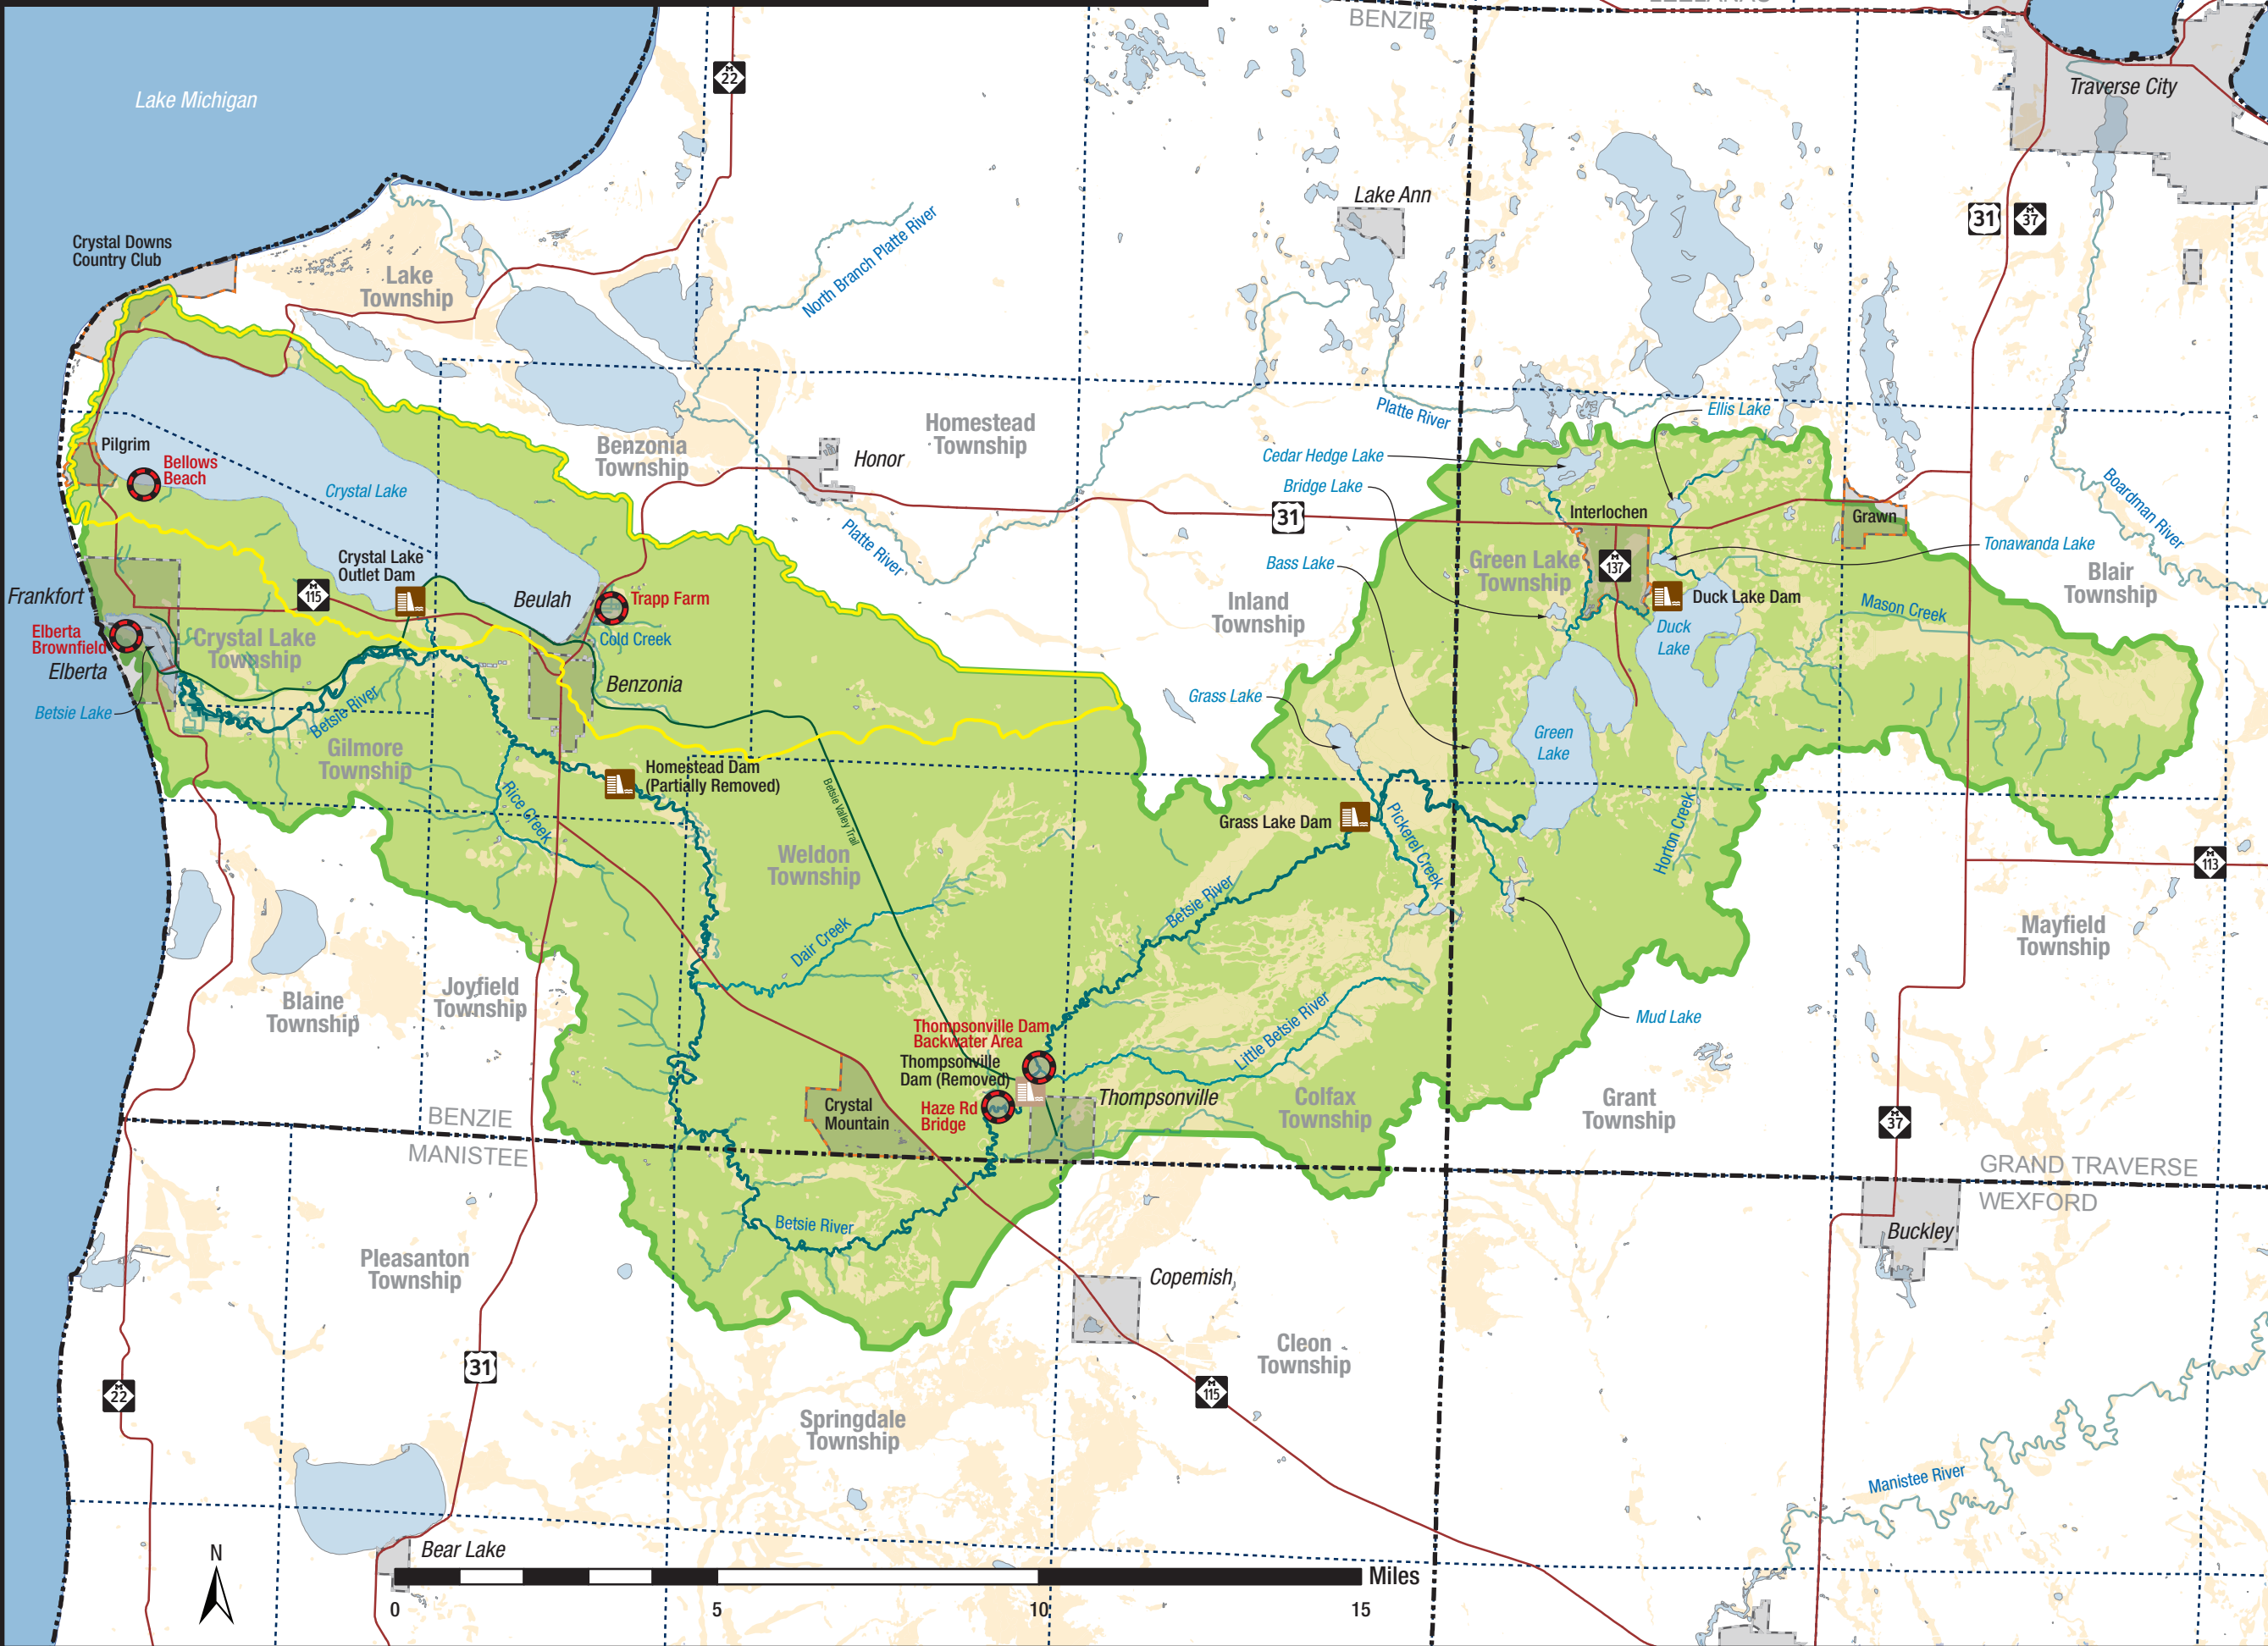 BENZIE
M
22
Lake Michigan
Traverse City
Lake Ann
31
M
37
North Branch Platte River
Crystal Downs
Country Club
Lake
Township
Platte River
Ellis Lake
Homestead
Township
Benzonia
Township
Honor
Cedar Hedge Lake
Bridge Lake
Pilgrim
Bellows
Beach
Crystal Lake
31
Interlochen
Grawn
Boardman River
Platte River
Tonawanda Lake
Bass Lake
Green Lake
Township
M
137
Blair
Township
Crystal Lake
Outlet Dam
M
115
Frankfort
Beulah
Trapp Farm
Inland
Township
Duck Lake Dam
Mason Creek
Elberta
Brownfield
Crystal Lake
Township
Cold Creek
Duck
Lake
Elberta
Benzonia
Grass Lake
Betsie Lake
Betsie River
Gilmore
Township
Green
Lake
Homestead Dam
(Partially Removed)
Betsie Valley Trail
Rice Creek
Grass Lake Dam
Pickerel Creek
Horton Creek
Weldon
Township
M
113
Betsie River
Dair Creek
Mayfield
Township
Blaine
Township
Joyfield
Township
Mud Lake
Thompsonville Dam
Backwater Area
Thompsonville
Dam (Removed)
Little Betsie River
Haze Rd
Bridge
Thompsonville
Colfax
Township
Grant
Township
Crystal
Mountain
M
37
BENZIE
MANISTEE
GRAND TRAVERSE
WEXFORD
Betsie River
Buckley
Pleasanton
Township
Copemish
Cleon
Township
31
M
22
M
115
Springdale
Township
Manistee River
N
Bear Lake
Miles
0
5
10
15